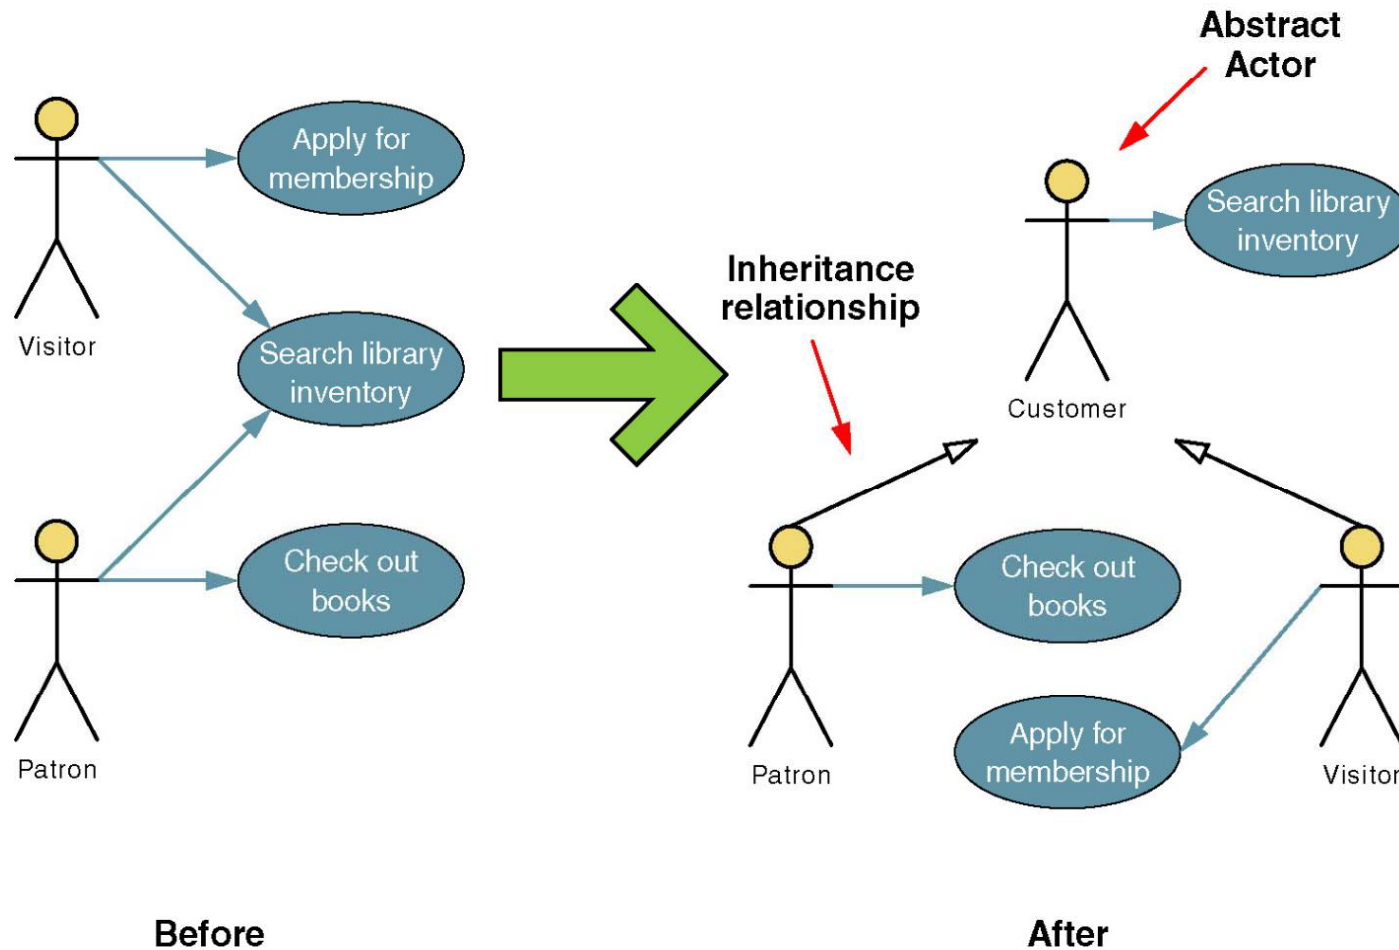 Abstract
Actor
Apply for
membership
Search library
inventory
Inheritance
relationship
Visitor
Search library
inventory
Customer
Check out
books
Check out
books
Patron
Apply for
membership
Patron
Visitor
Before
After